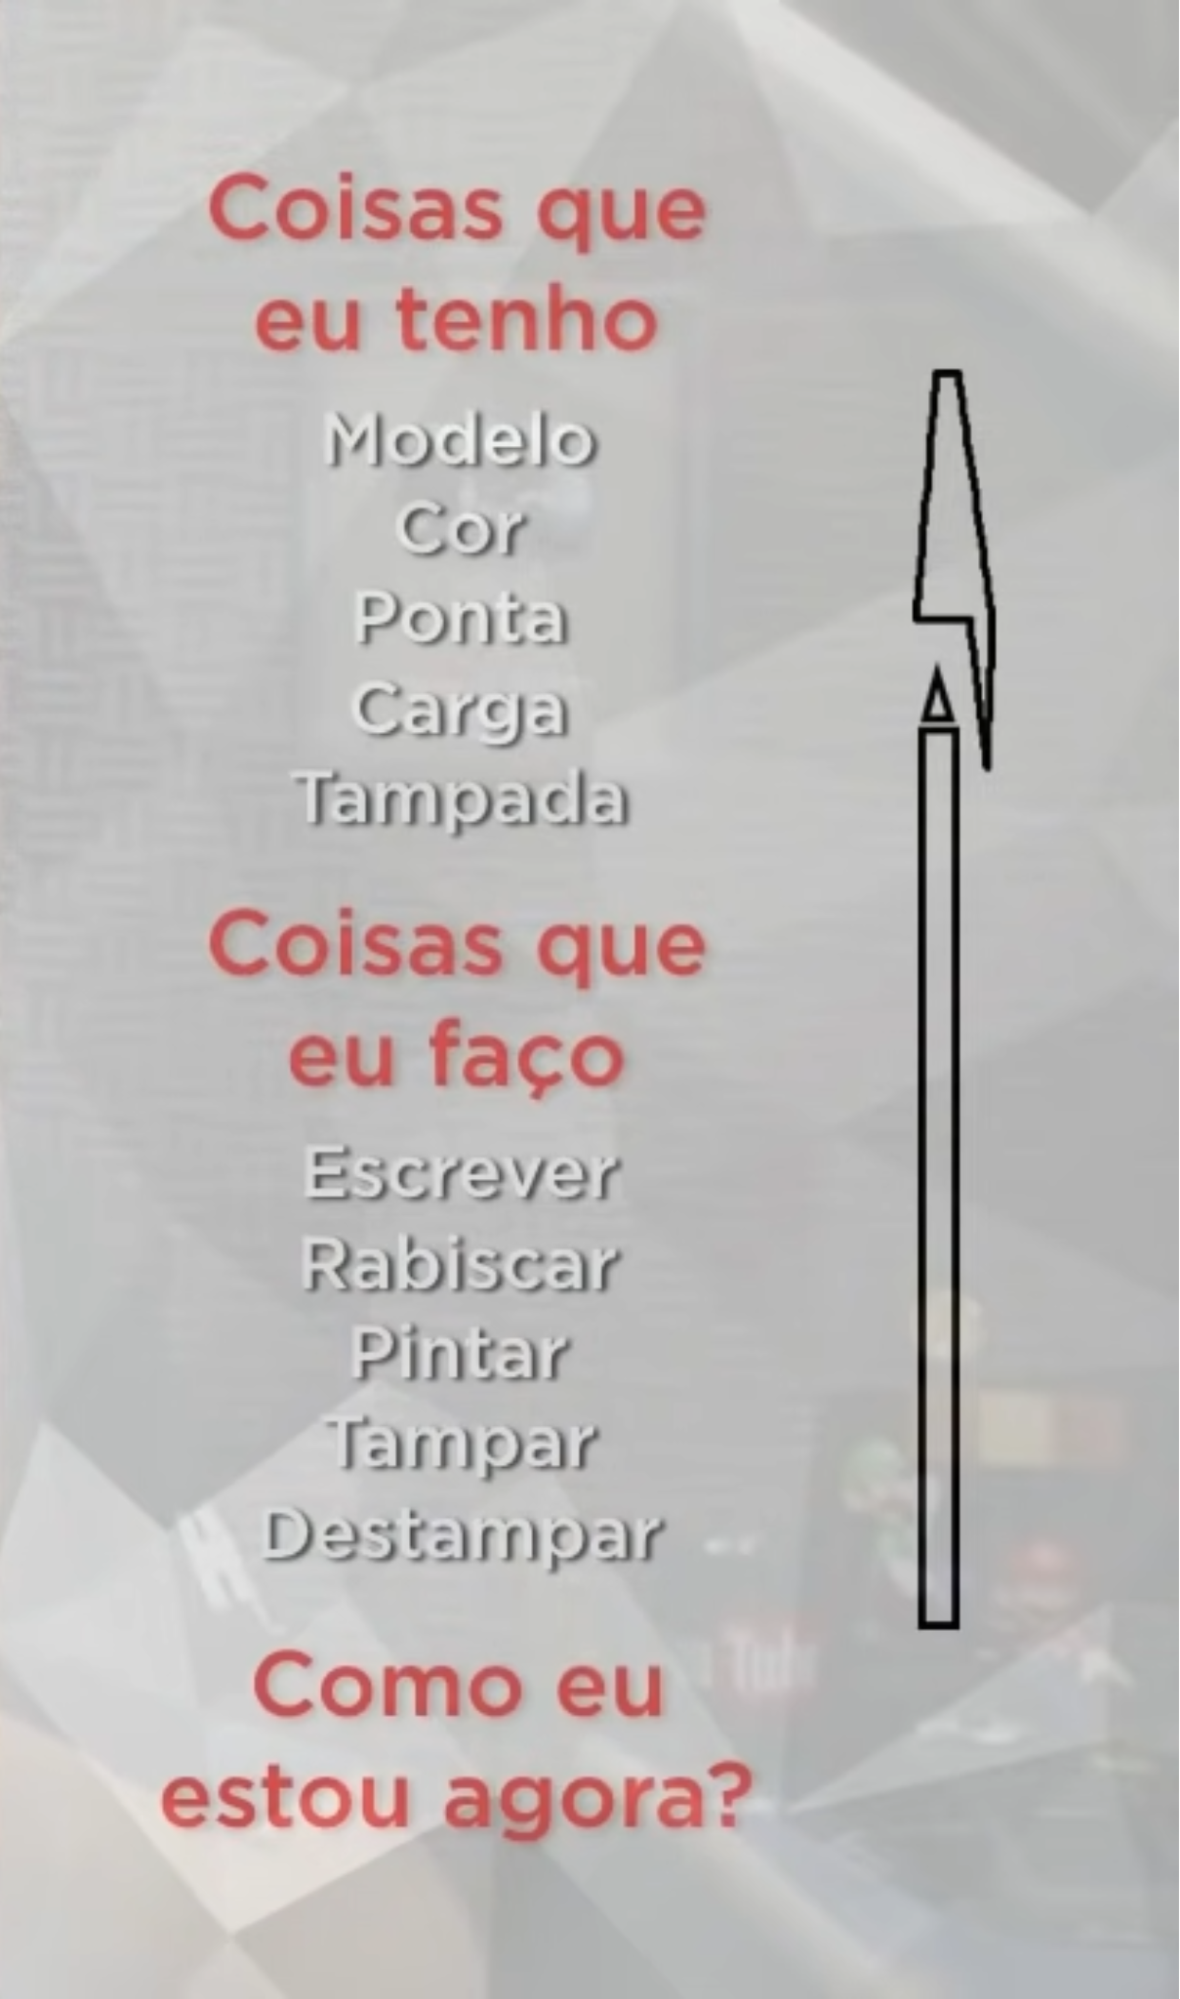 Coisas que
eu tenho
Modelo
Cor
Ponta
Carga
Tampada
Coisas que
eu faço
Escrever
Rabiscar
Pintar
Tampar
Destampar
Como eu
estou agora?